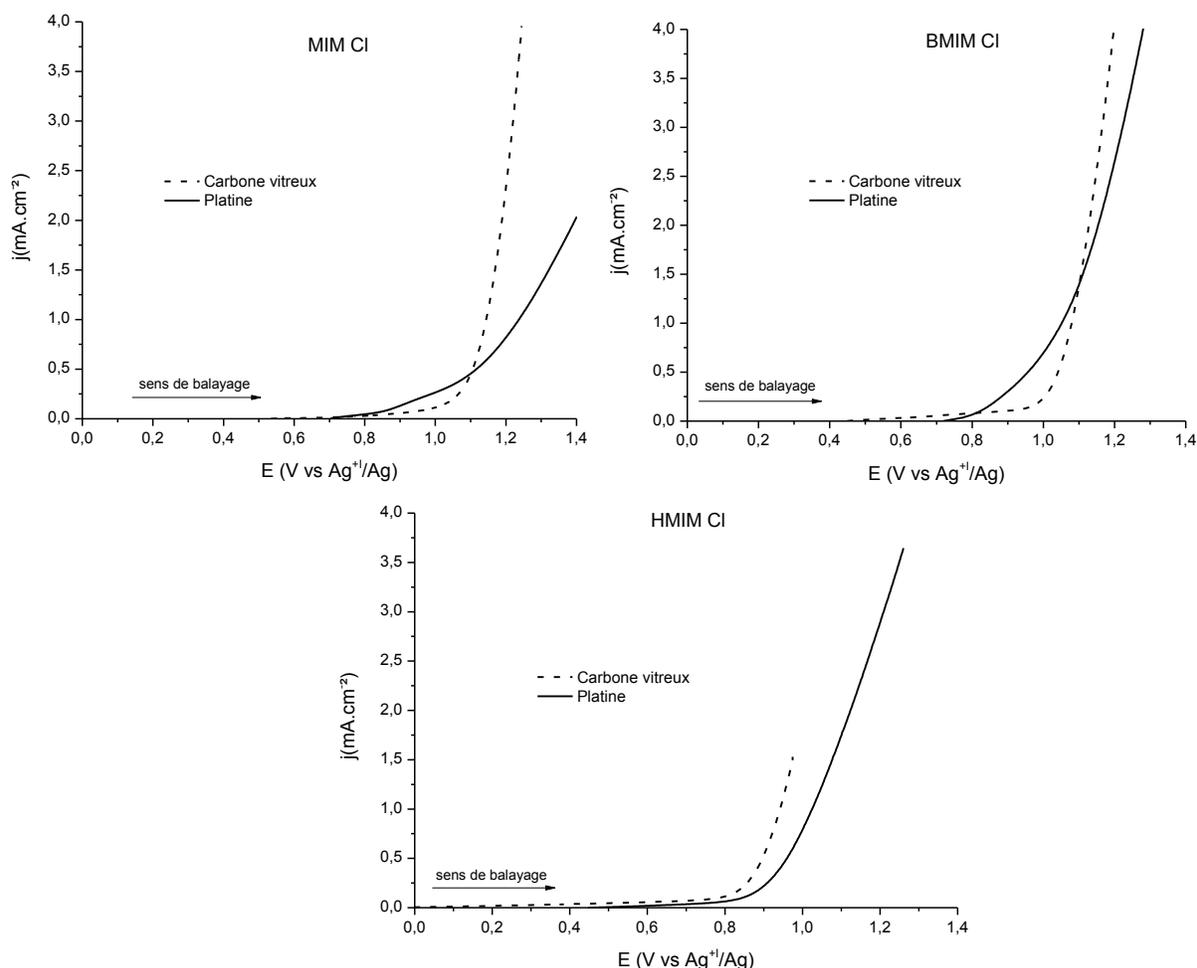 MIM Cl
4,0
3,5
3,0
2,5
2,0
1,5
1,0
0,5
0,0
j(mA.cm⁻²)
Carbone vitreux
Platine
sens de balayage
0,0 0,2 0,4 0,6 0,8 1,0 1,2 1,4
E (V vs Ag⁺ᴵ/Ag)
BMIM Cl
4,0
3,5
3,0
2,5
2,0
1,5
1,0
0,5
0,0
j(mA.cm⁻²)
Carbone vitreux
Platine
sens de balayage
0,0 0,2 0,4 0,6 0,8 1,0 1,2 1,4
E (V vs Ag⁺ᴵ/Ag)
HMIM Cl
4,0
3,5
3,0
2,5
2,0
1,5
1,0
0,5
0,0
j(mA.cm⁻²)
Carbone vitreux
Platine
sens de balayage
0,0 0,2 0,4 0,6 0,8 1,0 1,2 1,4
E (V vs Ag⁺ᴵ/Ag)